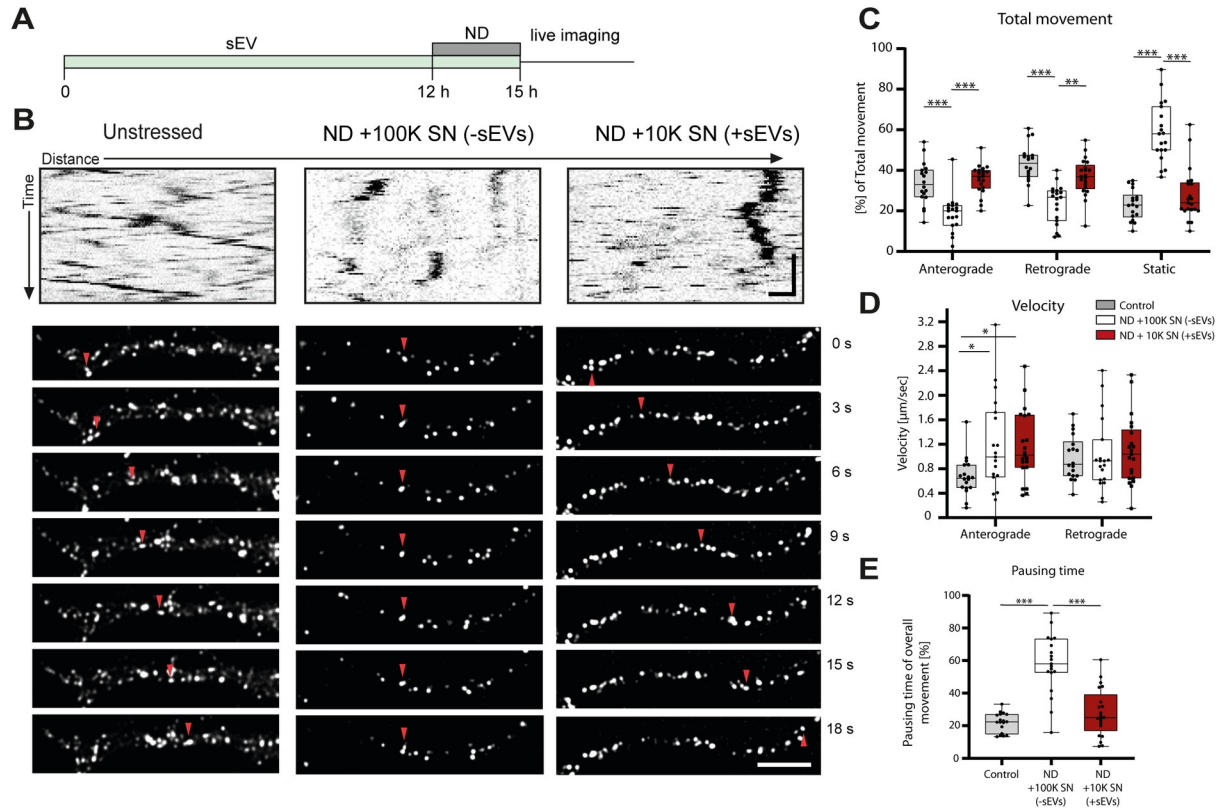 A
sEV
ND
live imaging
0
12 h
15 h
B
Unstressed
ND +100K SN (-sEVs)
ND +10K SN (+sEVs)
Distance
Time
0 s
3 s
6 s
9 s
12 s
15 s
18 s
C
Total movement
[%] of Total movement
100
80
60
40
20
0
*** *** *** ** *** ***
Anterograde
Retrograde
Static
D
Velocity
Control
ND +100K SN (-sEVs)
ND + 10K SN (+sEVs)
Velocity [µm/sec]
3.2
2.8
2.4
2.0
1.6
1.2
0.8
0.4
0
*
*
Anterograde
Retrograde
E
Pausing time
Pausing time of overall
movement [%]
100
80
60
40
20
0
*** ***
Control
ND
+100K SN
(-sEVs)
ND
+10K SN
(+sEVs)